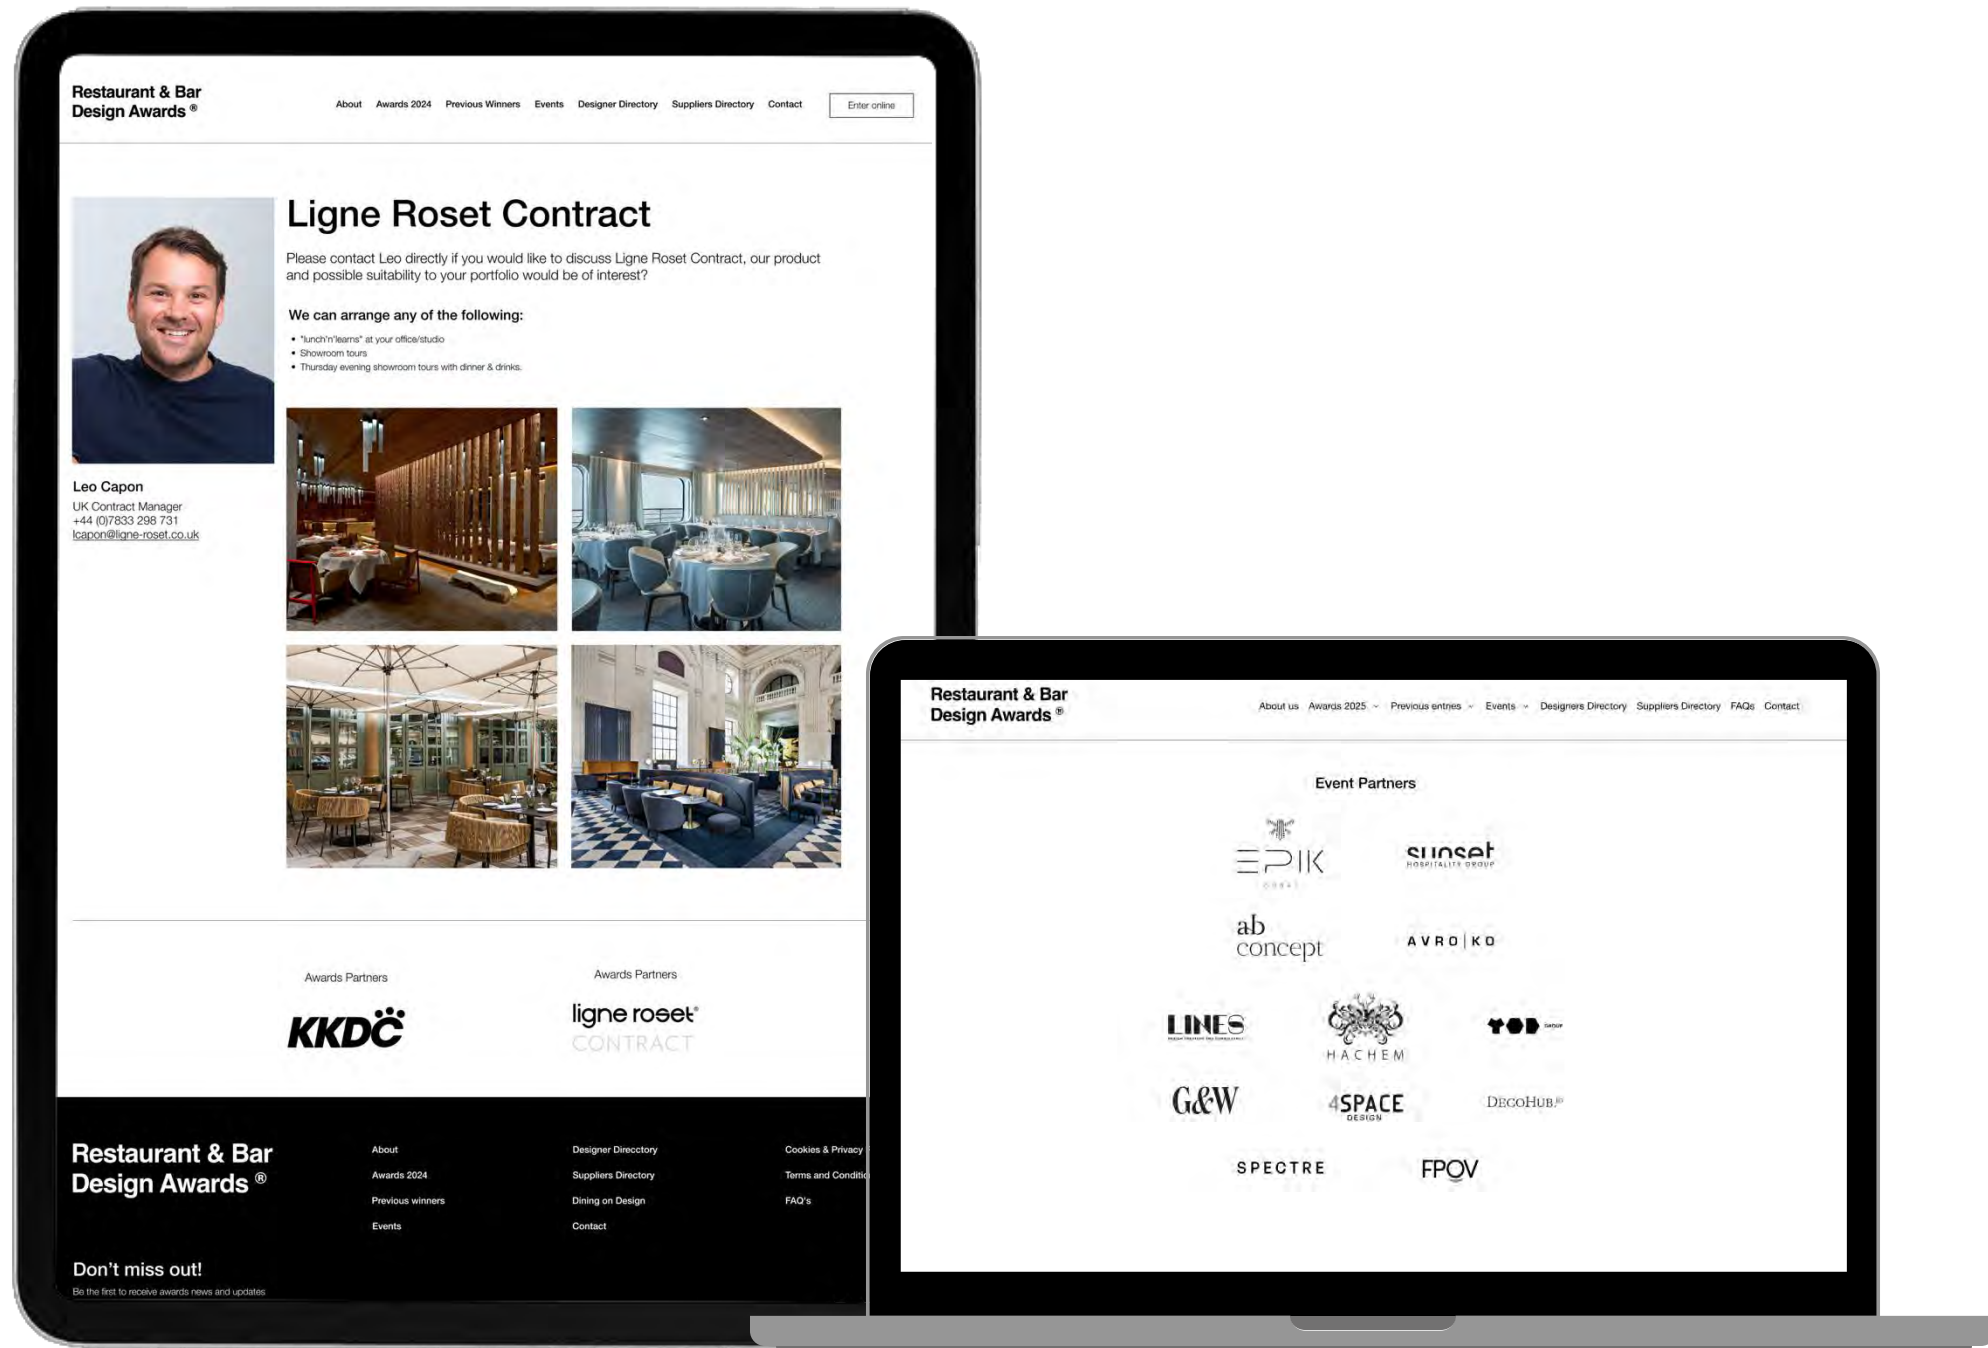 Restaurant & Bar
Design Awards ®
About Awards 2024 Previous Winners Events Designer Directory Suppliers Directory Contact Enter online
Ligne Roset Contract
Please contact Leo directly if you would like to discuss Ligne Roset Contract, our product
and possible suitability to your portfolio would be of interest?
We can arrange any of the following:
• "lunch'n'learns" at your office/studio
• Showroom tours
• Thursday evening showroom tours with dinner & drinks.
Leo Capon
UK Contract Manager
+44 (0)7833 298 731
lcapon@ligne-roset.co.uk
Awards Partners
KKDC
Awards Partners
ligne roset®
CONTRACT
Restaurant & Bar
Design Awards ®
About
Awards 2024
Previous winners
Events
Designer Direcctory
Suppliers Directory
Dining on Design
Contact
Cookies & Privacy
Terms and Conditio
FAQ's
Don't miss out!
Be the first to receive awards news and updates
Restaurant & Bar
Design Awards ®
About us Awards 2025 Previous entries Events Designers Directory Suppliers Directory FAQs Contact
Event Partners
EPIK
sunset
HOSPITALITY GROUP
ab
concept
AVRO|KO
LINES
HACHEM
GROUP
G&W
4SPACE
DESIGN
DECOHUB.
SPECTRE
FPOV